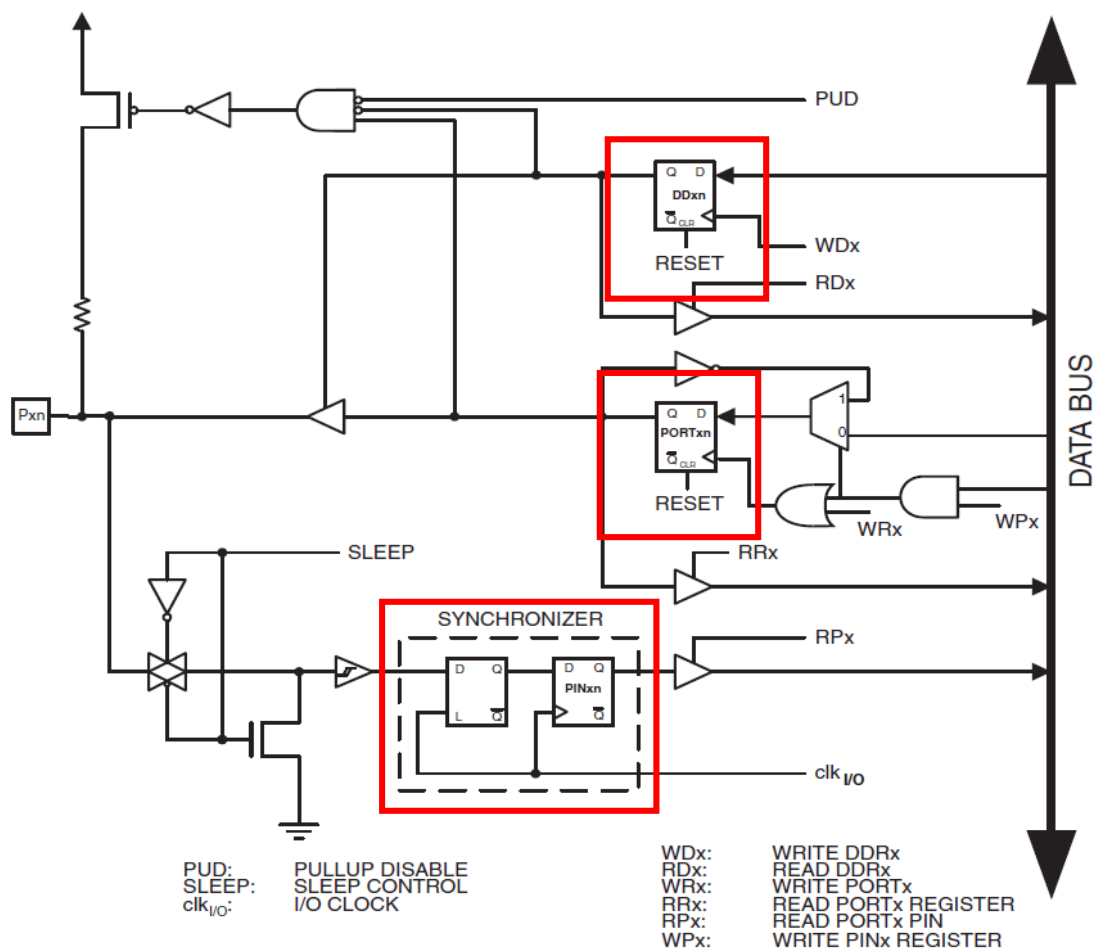 PUD
Q D
DDxn
Q CLR
WDx
RESET
RDx
Pxn
1
Q D
PORTxn
0
Q CLR
RESET
WRx
WPx
DATA BUS
SLEEP
RRx
SYNCHRONIZER
RPx
D Q
D Q
PINxn
L Q
Q
clk I/O
PUD: PULLUP DISABLE
SLEEP: SLEEP CONTROL
clkI/O: I/O CLOCK
WDx: WRITE DDRx
RDx: READ DDRx
WRx: WRITE PORTx
RRx: READ PORTx REGISTER
RPx: READ PORTx PIN
WPx: WRITE PINx REGISTER